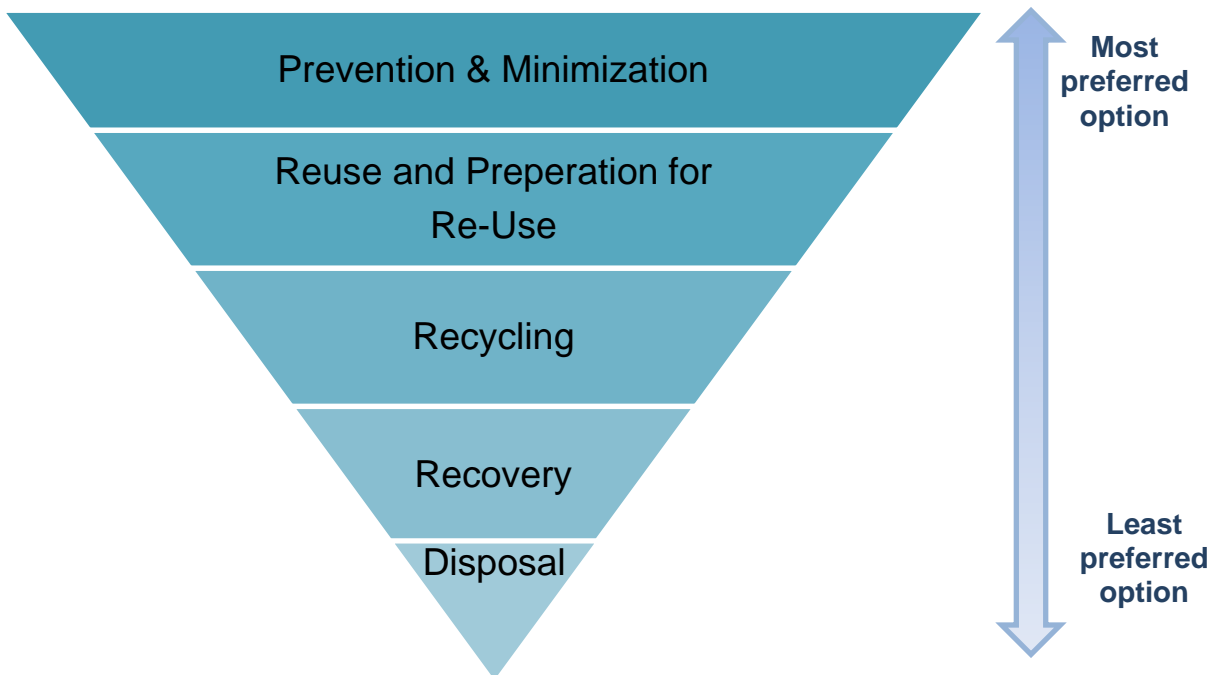 Prevention & Minimization
Most
preferred
option
Reuse and Preperation for
Re-Use
Recycling
Recovery
Disposal
Least
preferred
option